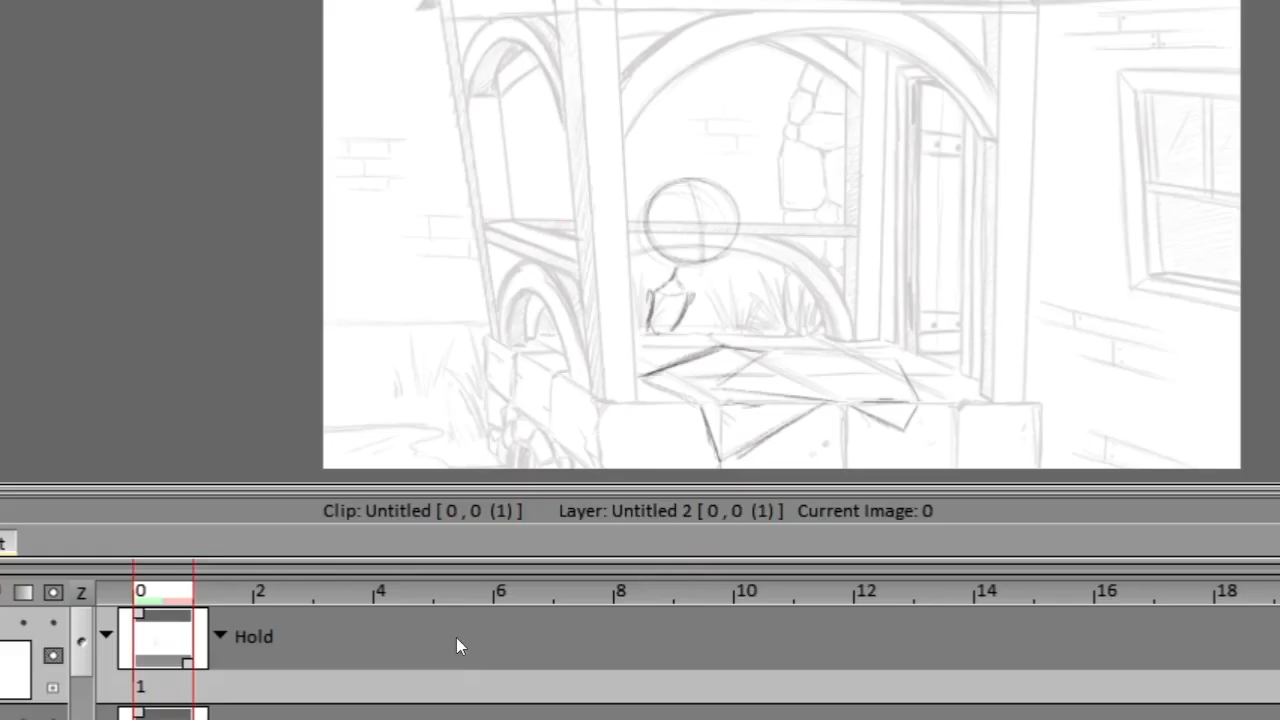 Clip: Untitled [ 0 , 0  (1) ]    Layer: Untitled 2 [ 0 , 0  (1) ]  Current Image: 0
t
Z 0 2 4 6 8 10 12 14 16 18
Hold
1